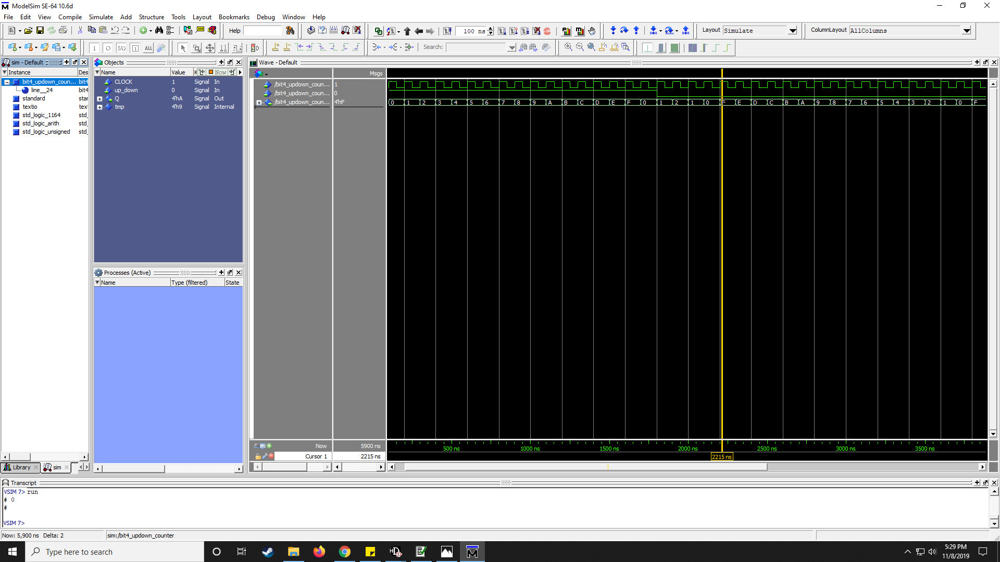 ModelSim SE-64 10.6d
File Edit View Compile Simulate Add Structure Tools Layout Bookmarks Debug Window Help
Help
100 ns
Layout Simulate
ColumnLayout AllColumns
Search:
sim - Default
Instance Des
bit4_updown_coun... bit4
line__24 bit4
standard star
textio tex
std_logic_1164 std_
std_logic_arith std_
std_logic_unsigned std_
Objects
Name Value K Now
CLOCK 1 Signal In
up_down 0 Signal In
Q 4'hA Signal Out
tmp 4'h9 Signal Internal
Processes (Active)
Name Type (filtered) State
Library sim
Wave - Default
Msgs
/bit4_updown_coun... 1
/bit4_updown_coun... 0
/bit4_updown_coun... 4'hF
0 1 2 3 4 5 6 7 8 9 A B C D E F 0 1 2 1 0 F E D C B A 9 8 7 6 5 4 3 2 1 0 F
Now 5900 ns
500 ns 1000 ns 1500 ns 2000 ns 2500 ns 3000 ns 3500 ns
Cursor 1 2215 ns
2215 ns
Transcript
VSIM 7> run
# 0
#
VSIM 7>
Now: 5,900 ns Delta: 2
sim:/bit4_updown_counter
Type here to search
5:29 PM
11/8/2019